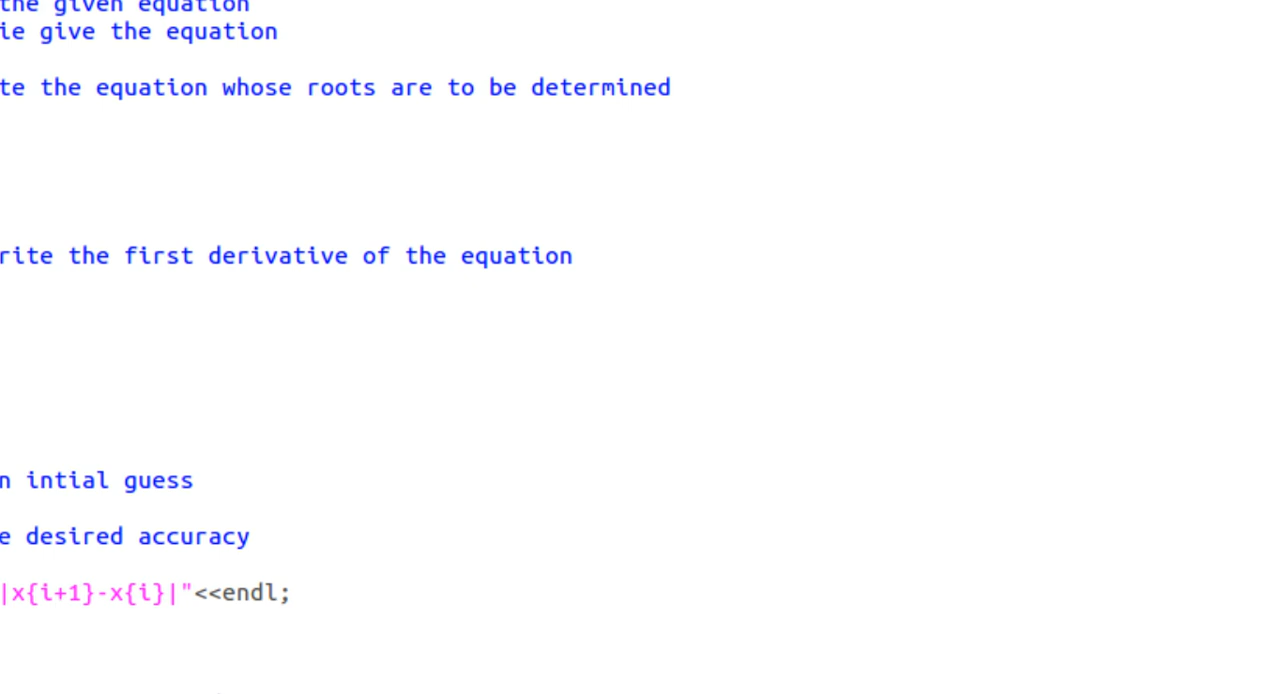 the given equation
ie give the equation
te the equation whose roots are to be determined
rite the first derivative of the equation
n intial guess
e desired accuracy
|x{i+1}-x{i}|"<<endl;